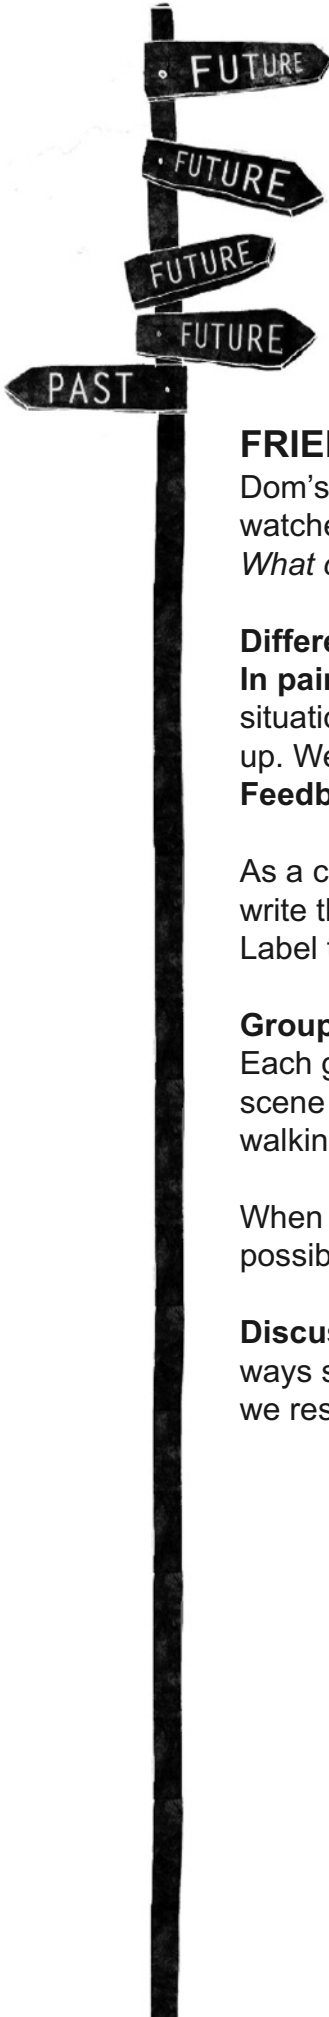 FUTURE
FUTURE
FUTURE
FUTURE
PAST
FRIE
Dom's
watche
What
Differe
In pair
situatio
up. We
Feedb
As a c
write th
Label
Group
Each g
scene
walkin
When
possib
Discus
ways s
we res